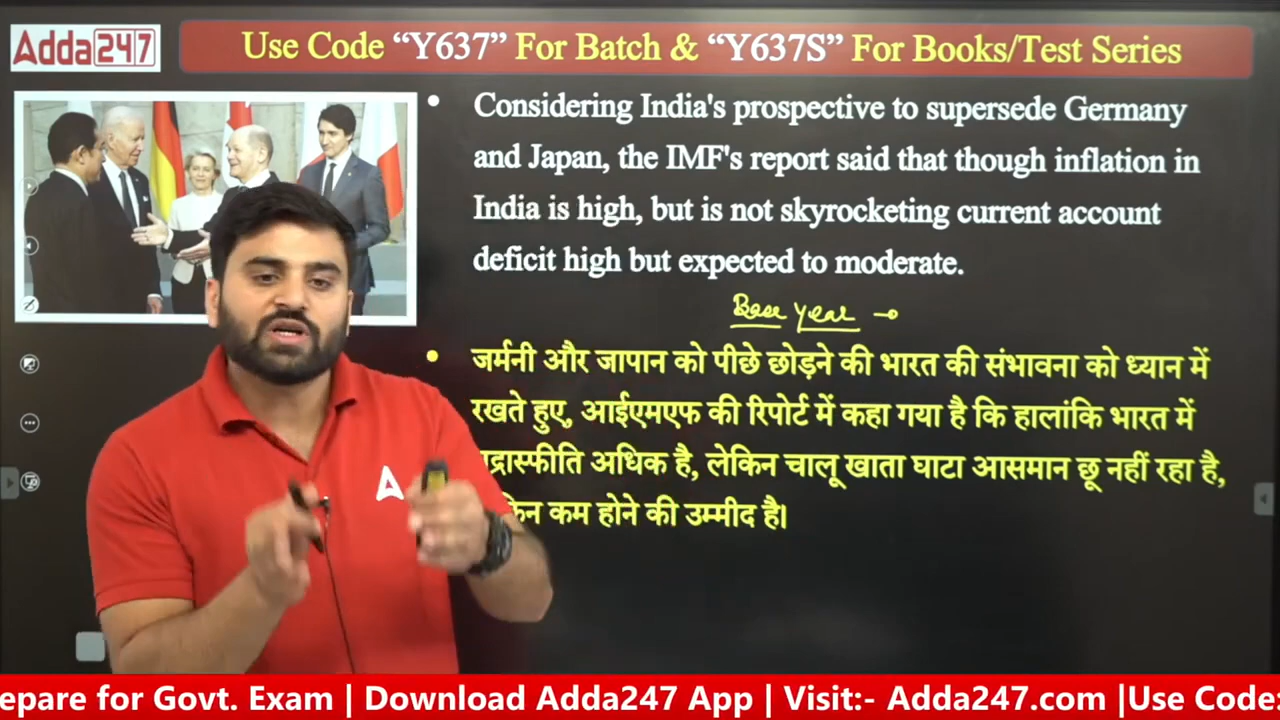 Adda247
Use Code “Y637” For Batch & “Y637S” For Books/Test Series
• Considering India's prospective to supersede Germany
and Japan, the IMF's report said that though inflation in
India is high, but is not skyrocketing current account
deficit high but expected to moderate.
Base year
• जर्मनी और जापान को पीछे छोड़ने की भारत की संभावना को ध्यान में
रखते हुए, आईएमएफ की रिपोर्ट में कहा गया है कि हालांकि भारत में
द्रास्फीति अधिक है, लेकिन चालू खाता घाटा आसमान छू नहीं रहा है,
किन कम होने की उम्मीद है।
epare for Govt. Exam | Download Adda247 App | Visit:- Adda247.com |Use Code: